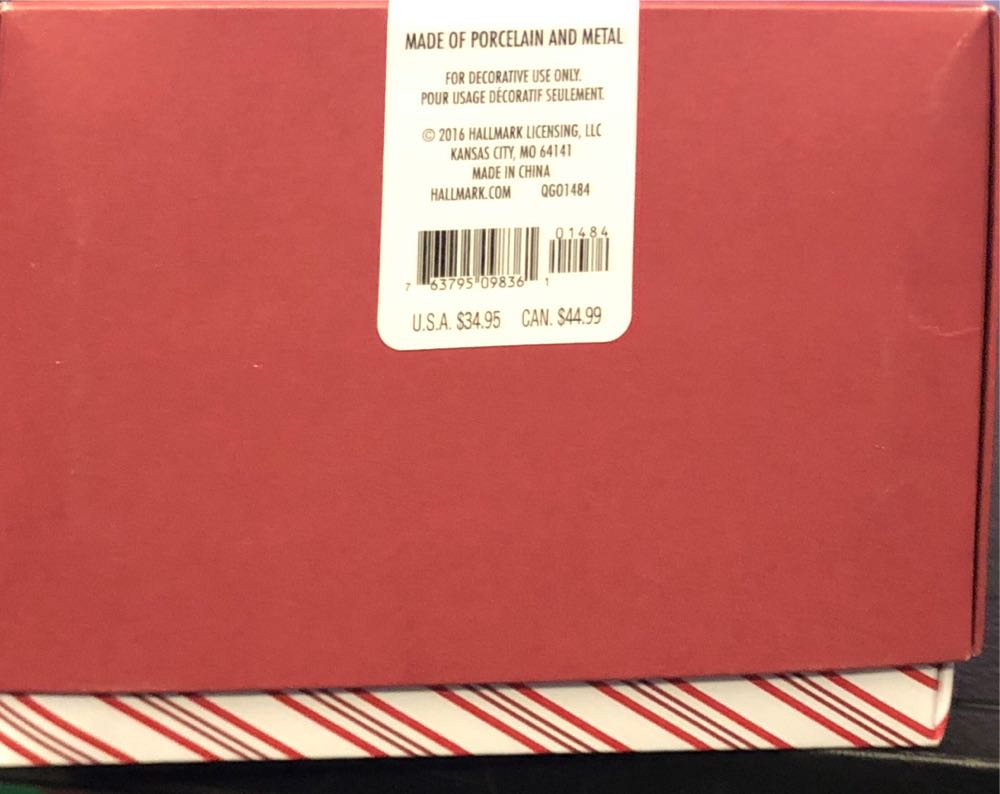 MADE OF PORCELAIN AND METAL
FOR DECORATIVE USE ONLY.
POUR USAGE DÉCORATIF SEULEMENT.
© 2016 HALLMARK LICENSING, LLC
KANSAS CITY, MO 64141
MADE IN CHINA
HALLMARK.COM QGO1484
01484
7 63795 09836 1
U.S.A. $34.95 CAN. $44.99